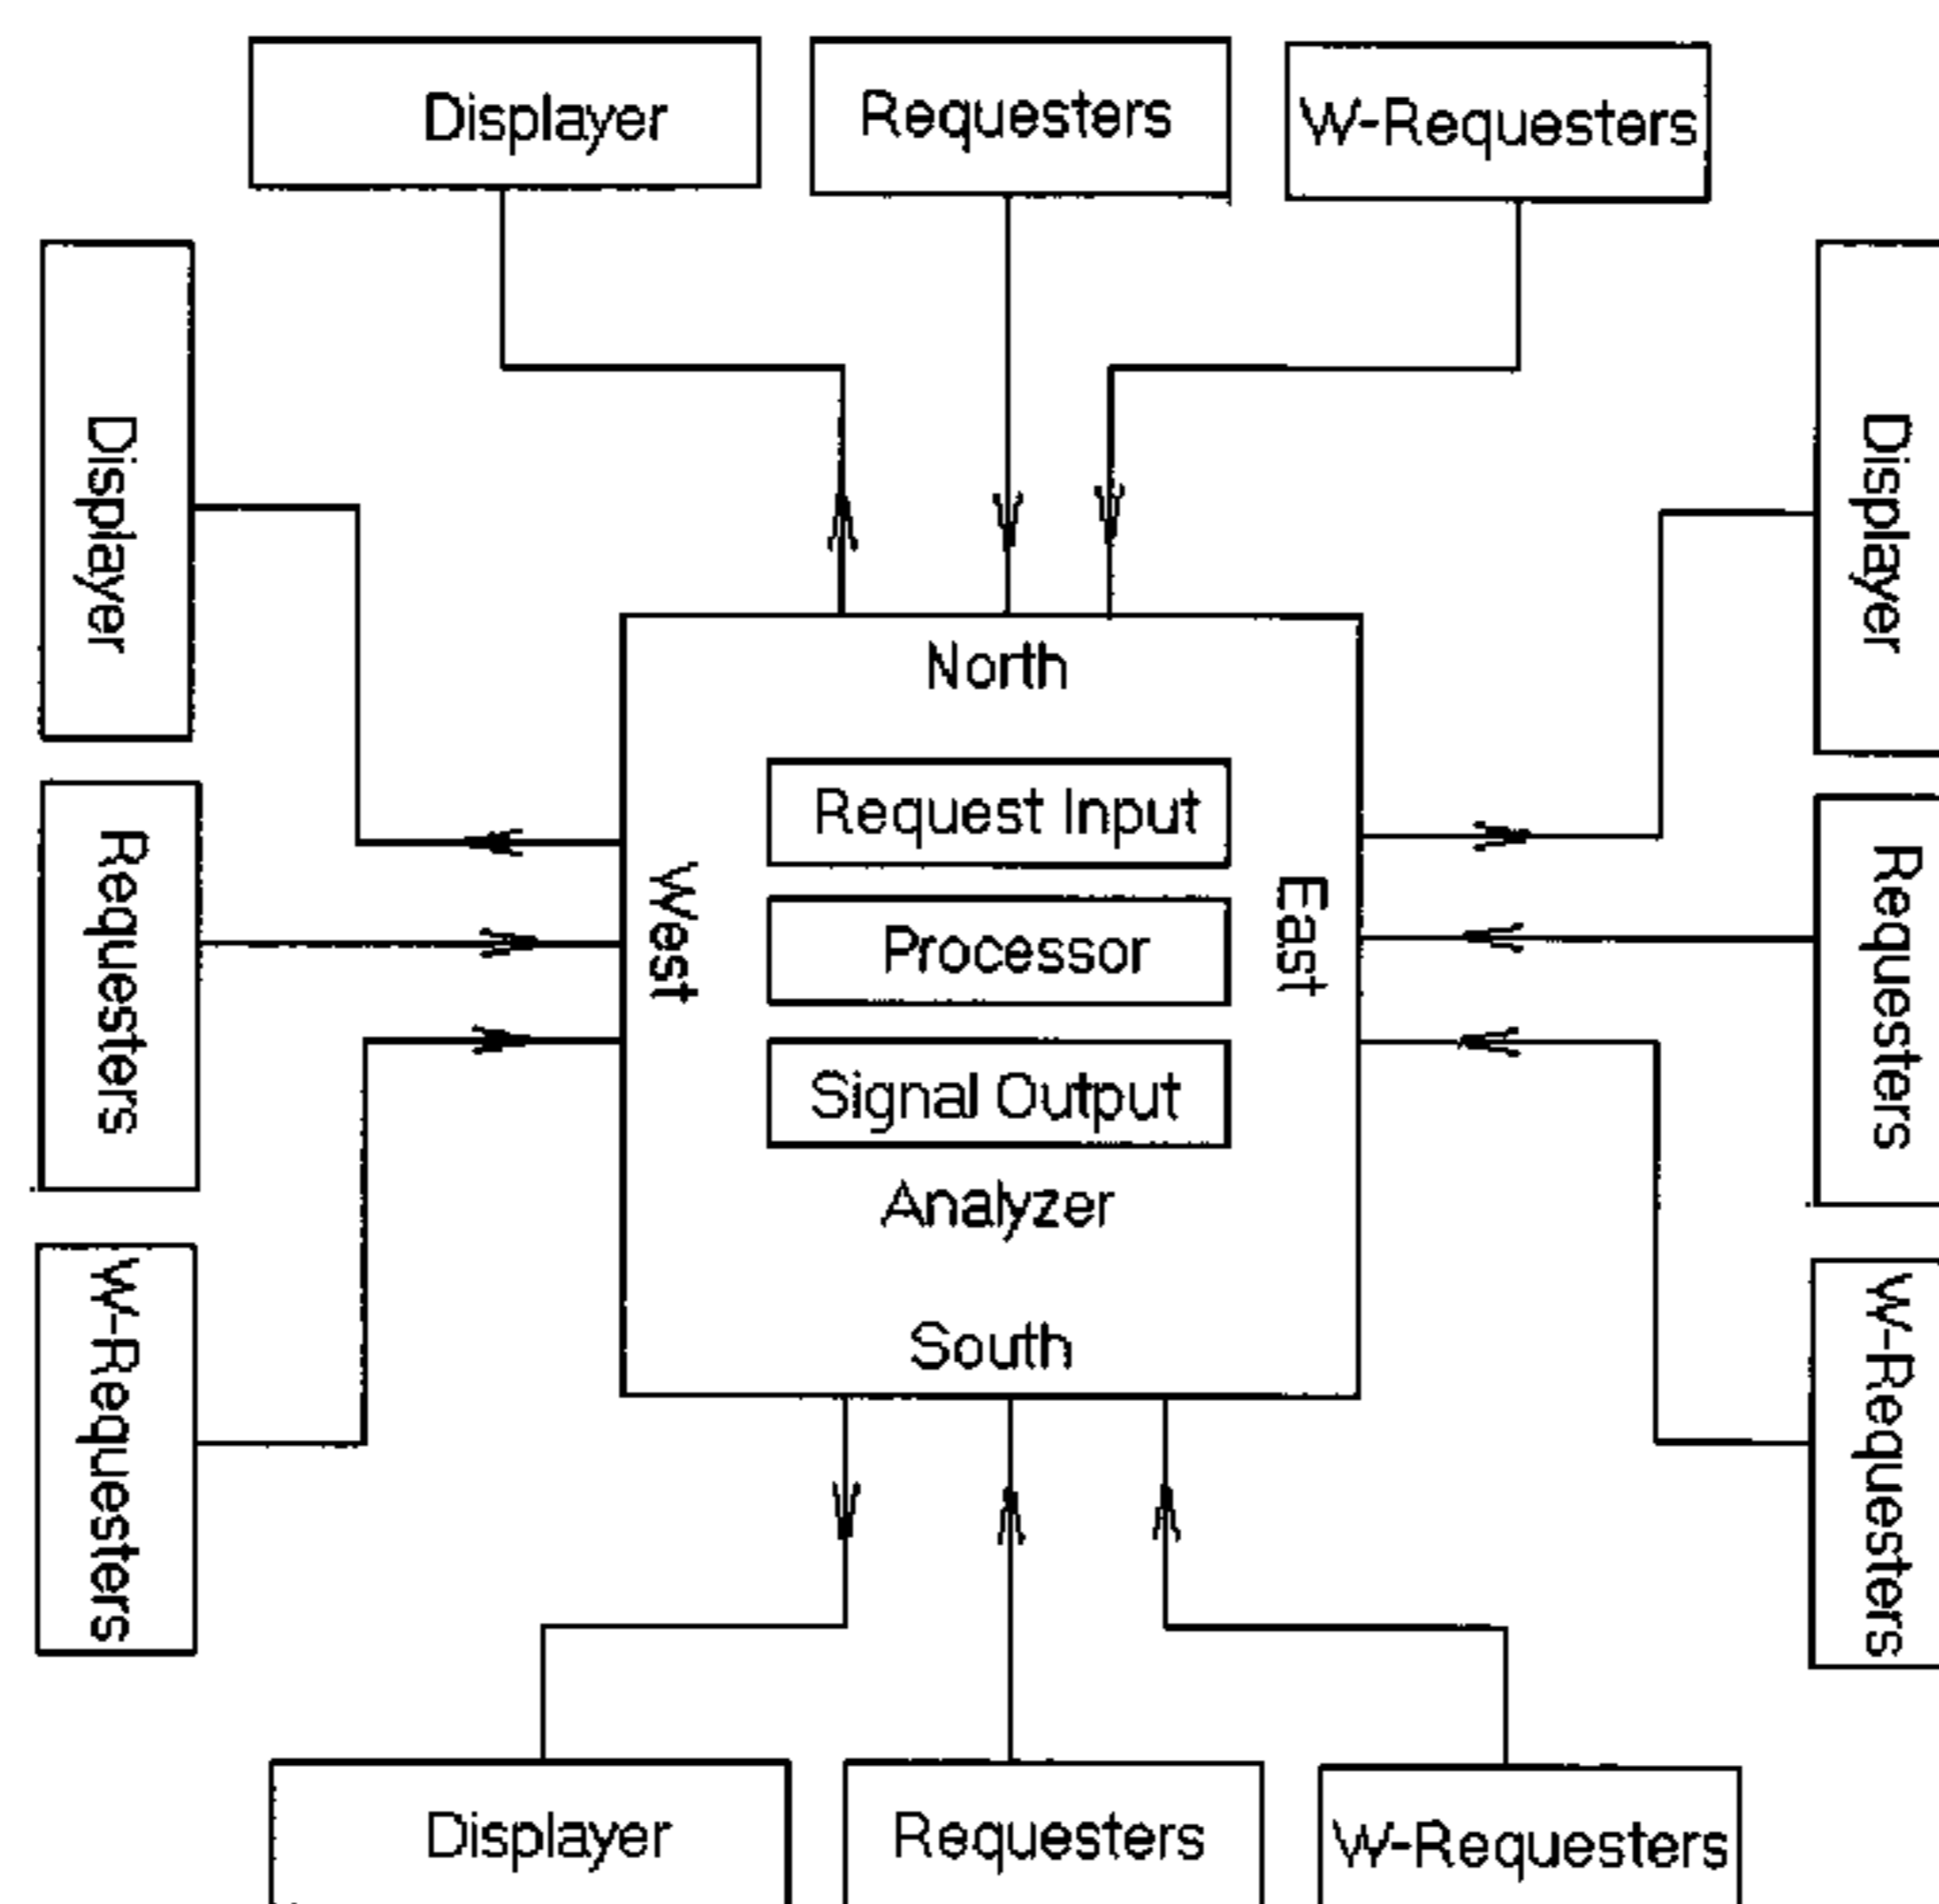 Displayer
Requesters
W-Requesters
Displayer
Requesters
W-Requesters
North
West
Request Input
Processor
Signal Output
Analyzer
East
South
Displayer
Requesters
W-Requesters
Displayer
Requesters
W-Requesters